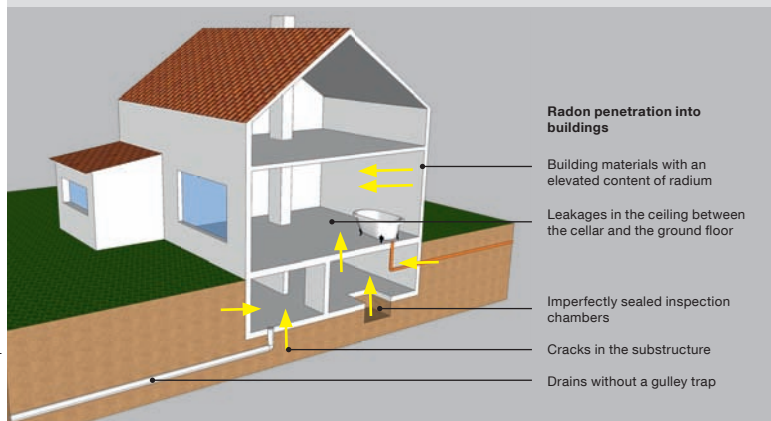 Radon penetration into
buildings
Building materials with an
elevated content of radium
Leakages in the ceiling between
the cellar and the ground floor
Imperfectly sealed inspection
chambers
Cracks in the substructure
Drains without a gulley trap